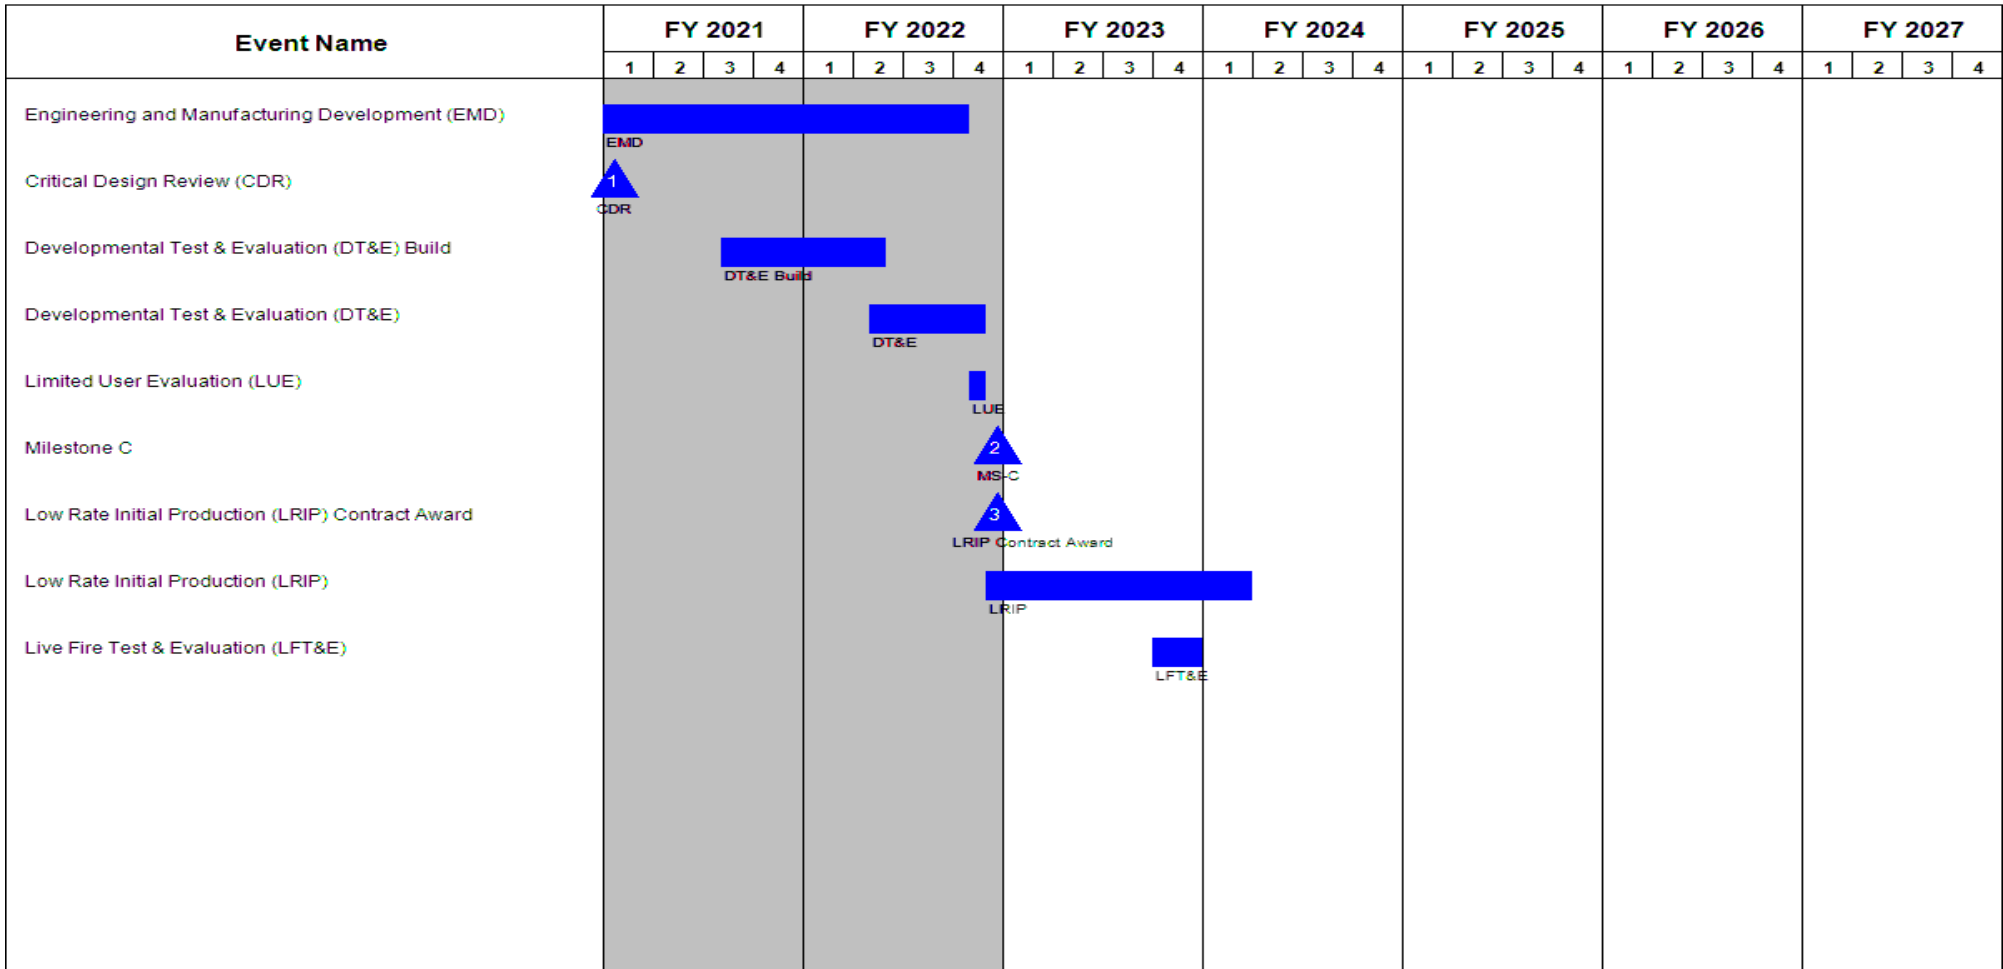 Event Name
FY 2021 FY 2022 FY 2023 FY 2024 FY 2025 FY 2026 FY 2027
1 2 3 4 1 2 3 4 1 2 3 4 1 2 3 4 1 2 3 4 1 2 3 4 1 2 3 4
Engineering and Manufacturing Development (EMD)
EMD
Critical Design Review (CDR)
1
CDR
Developmental Test & Evaluation (DT&E) Build
DT&E Build
Developmental Test & Evaluation (DT&E)
DT&E
Limited User Evaluation (LUE)
LUE
Milestone C
2
MS-C
Low Rate Initial Production (LRIP) Contract Award
3
LRIP Contract Award
Low Rate Initial Production (LRIP)
LRIP
Live Fire Test & Evaluation (LFT&E)
LFT&E